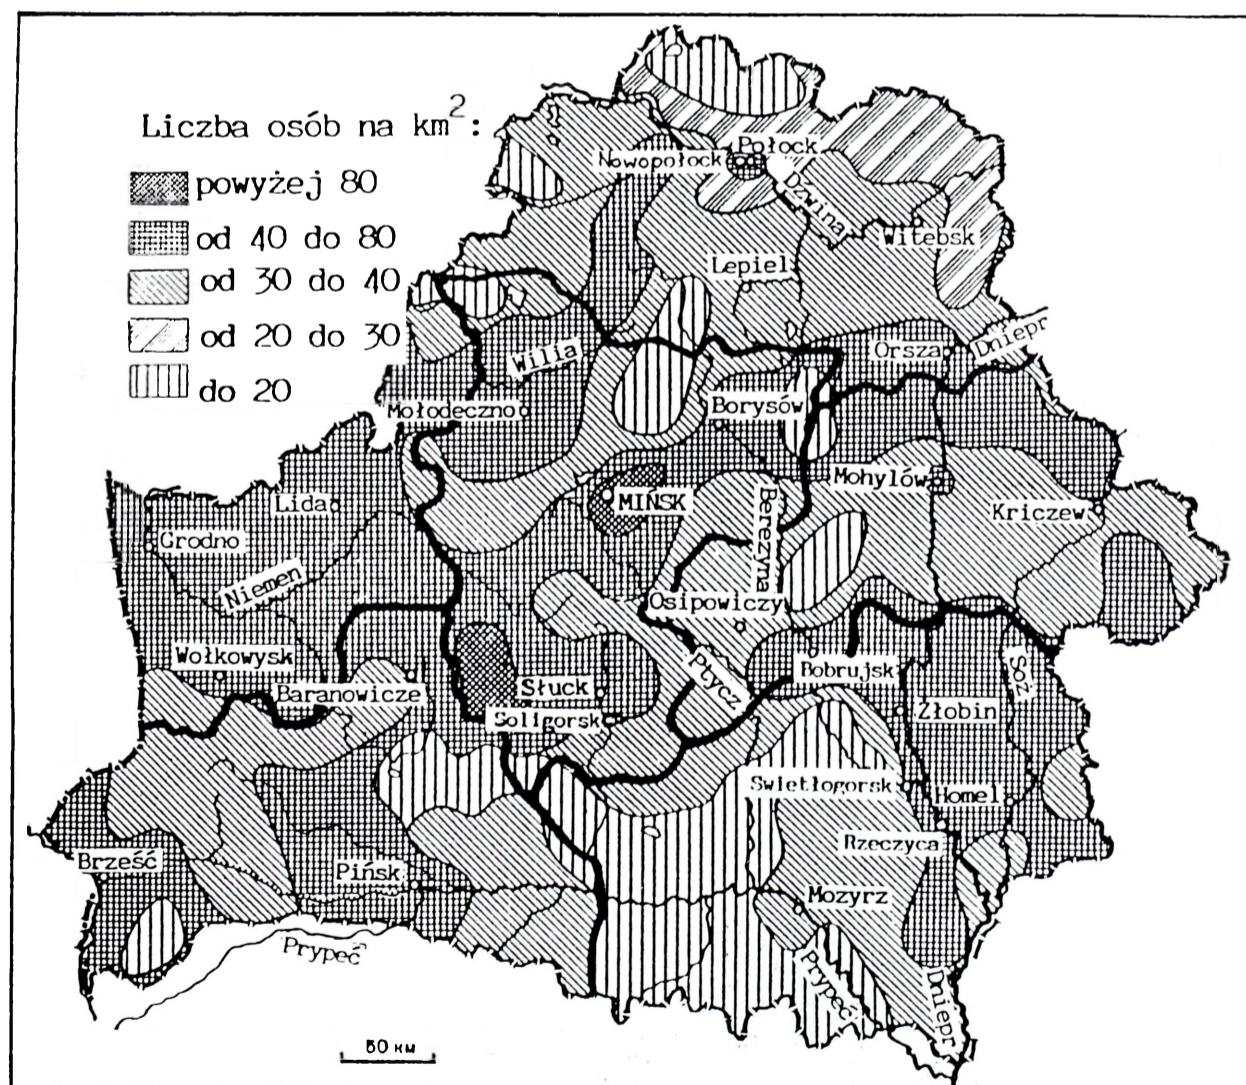 Liczba osób na km²:
powyżej 80
od 40 do 80
od 30 do 40
od 20 do 30
do 20
Połock
Nowopołock
Dźwina
Witebsk
Lepiel
Orsza
Dniepr
Wilia
Mołodeczno
Borysów
Mohylów
MIŃSK
Lida
Berezyna
Kriczew
Grodno
Niemen
Osipowiczy
Wołkowysk
Baranowicze
Słuck
Soligorsk
Ptycz
Bobrujsk
Soż
Żłobin
Swietłogorsk
Homel
Rzeczyca
Brześć
Pińsk
Mozyrz
Prypeć
Prypeć
Dniepr
50 км